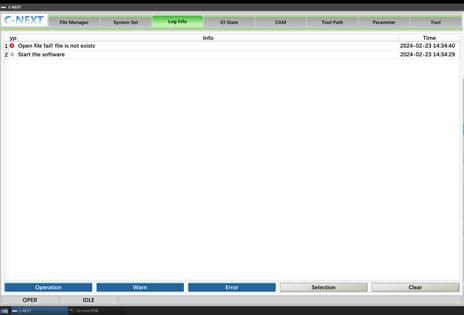 C-NEXT
C-NEXT File Manager System Set Log Info IO State CAM Tool Path Parameter Tool
yp Info Time
1 Open file fail! file is not exists 2024-02-23 14:34:40
2 Start the software 2024-02-23 14:34:29
Operation Warn Error Selection Clear
OPER IDLE
C-NEXT Terminal